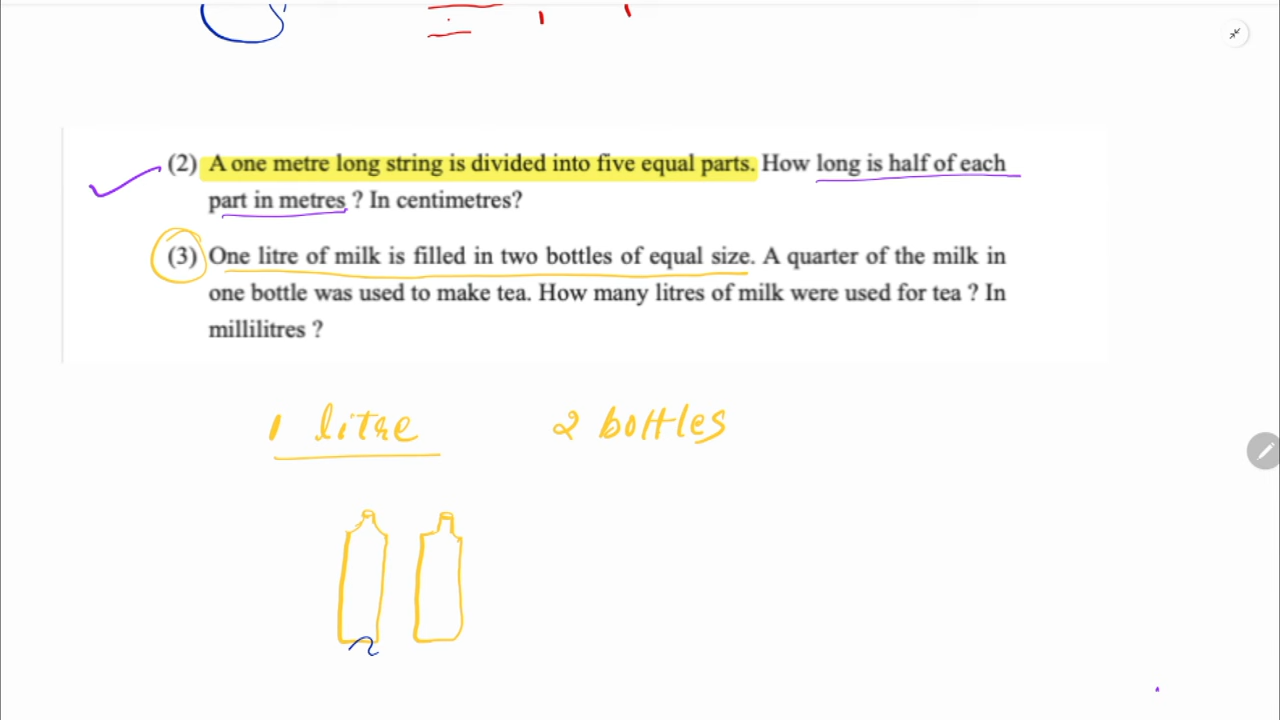 (2) A one metre long string is divided into five equal parts. How long is half of each
part in metres ? In centimetres?
(3) One litre of milk is filled in two bottles of equal size. A quarter of the milk in
one bottle was used to make tea. How many litres of milk were used for tea ? In
millilitres ?
1 litre 2 bottles